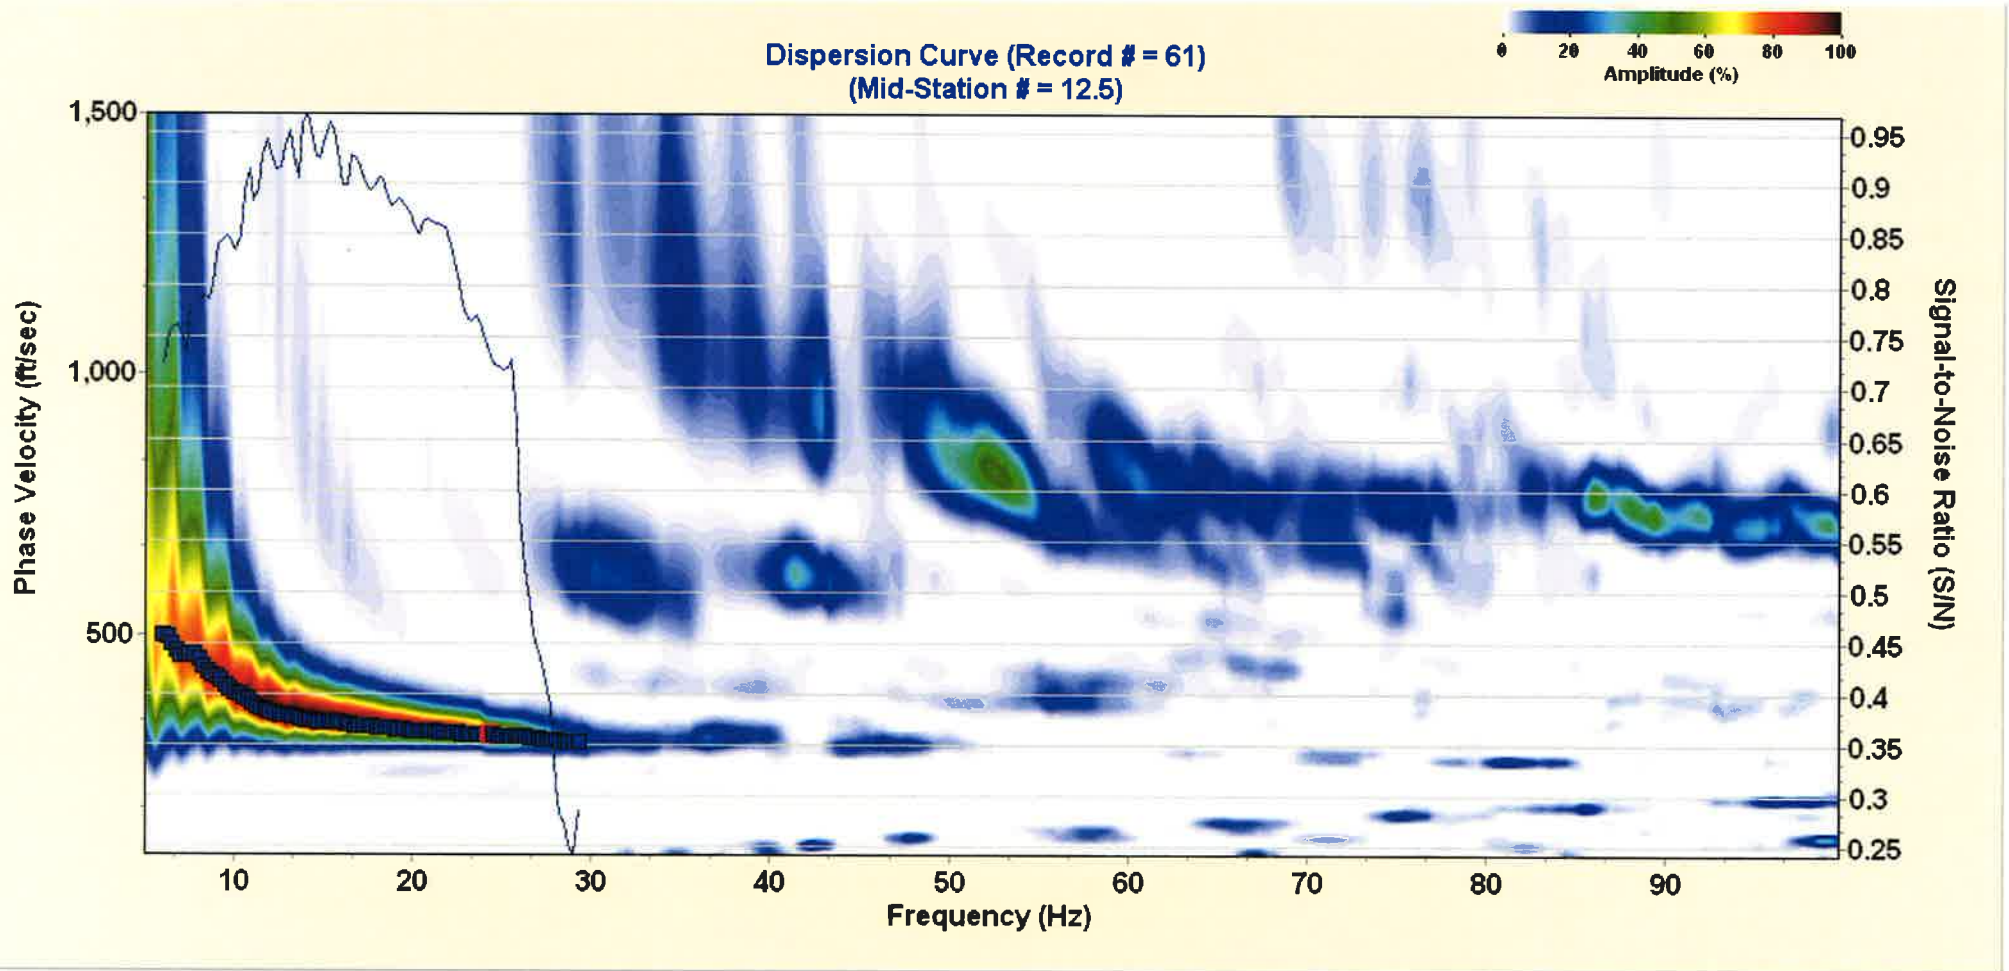 0 20 40 60 80 100
Amplitude (%)
Dispersion Curve (Record # = 61)
(Mid-Station # = 12.5)
1,500
1,000
500
Phase Velocity (ft/sec)
0.95
0.9
0.85
0.8
0.75
0.7
0.65
0.6
0.55
0.5
0.45
0.4
0.35
0.3
0.25
Signal-to-Noise Ratio (S/N)
10 20 30 40 50 60 70 80 90
Frequency (Hz)